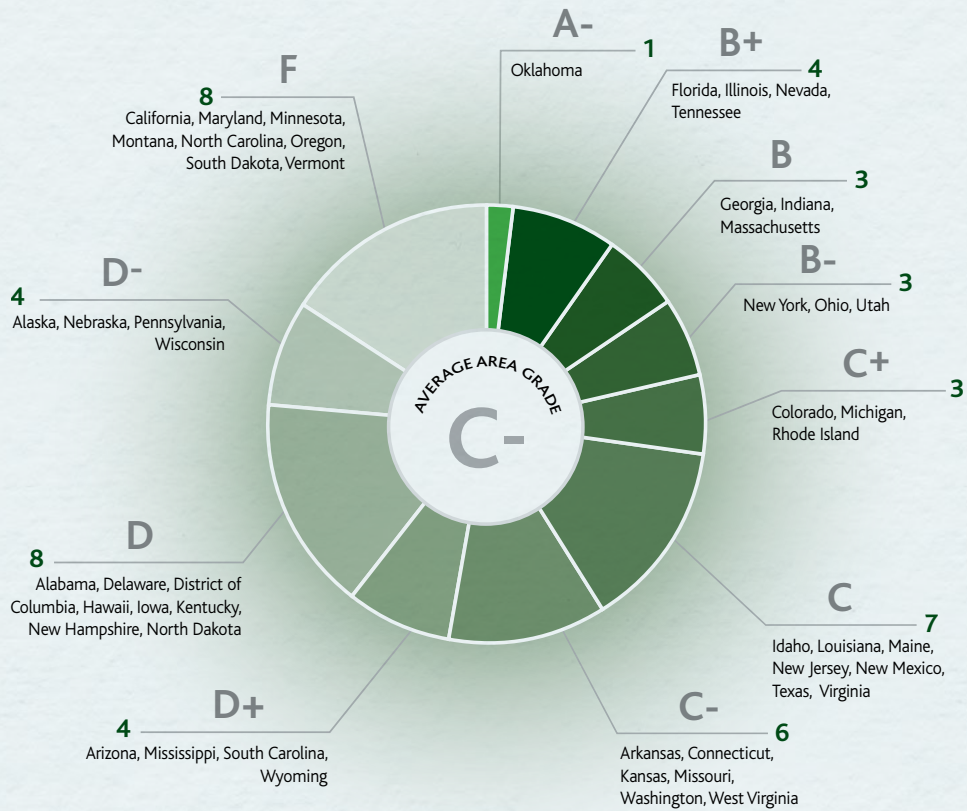 A-
1
Oklahoma
B+
4
Florida, Illinois, Nevada,
Tennessee
B
3
Georgia, Indiana,
Massachusetts
B-
3
New York, Ohio, Utah
C+
3
Colorado, Michigan,
Rhode Island
C
7
Idaho, Louisiana, Maine,
New Jersey, New Mexico,
Texas, Virginia
C-
6
Arkansas, Connecticut,
Kansas, Missouri,
Washington, West Virginia
D+
4
Arizona, Mississippi, South Carolina,
Wyoming
D
8
Alabama, Delaware, District of
Columbia, Hawaii, Iowa, Kentucky,
New Hampshire, North Dakota
D-
4
Alaska, Nebraska, Pennsylvania,
Wisconsin
F
8
California, Maryland, Minnesota,
Montana, North Carolina, Oregon,
South Dakota, Vermont
AVERAGE AREA GRADE
C-